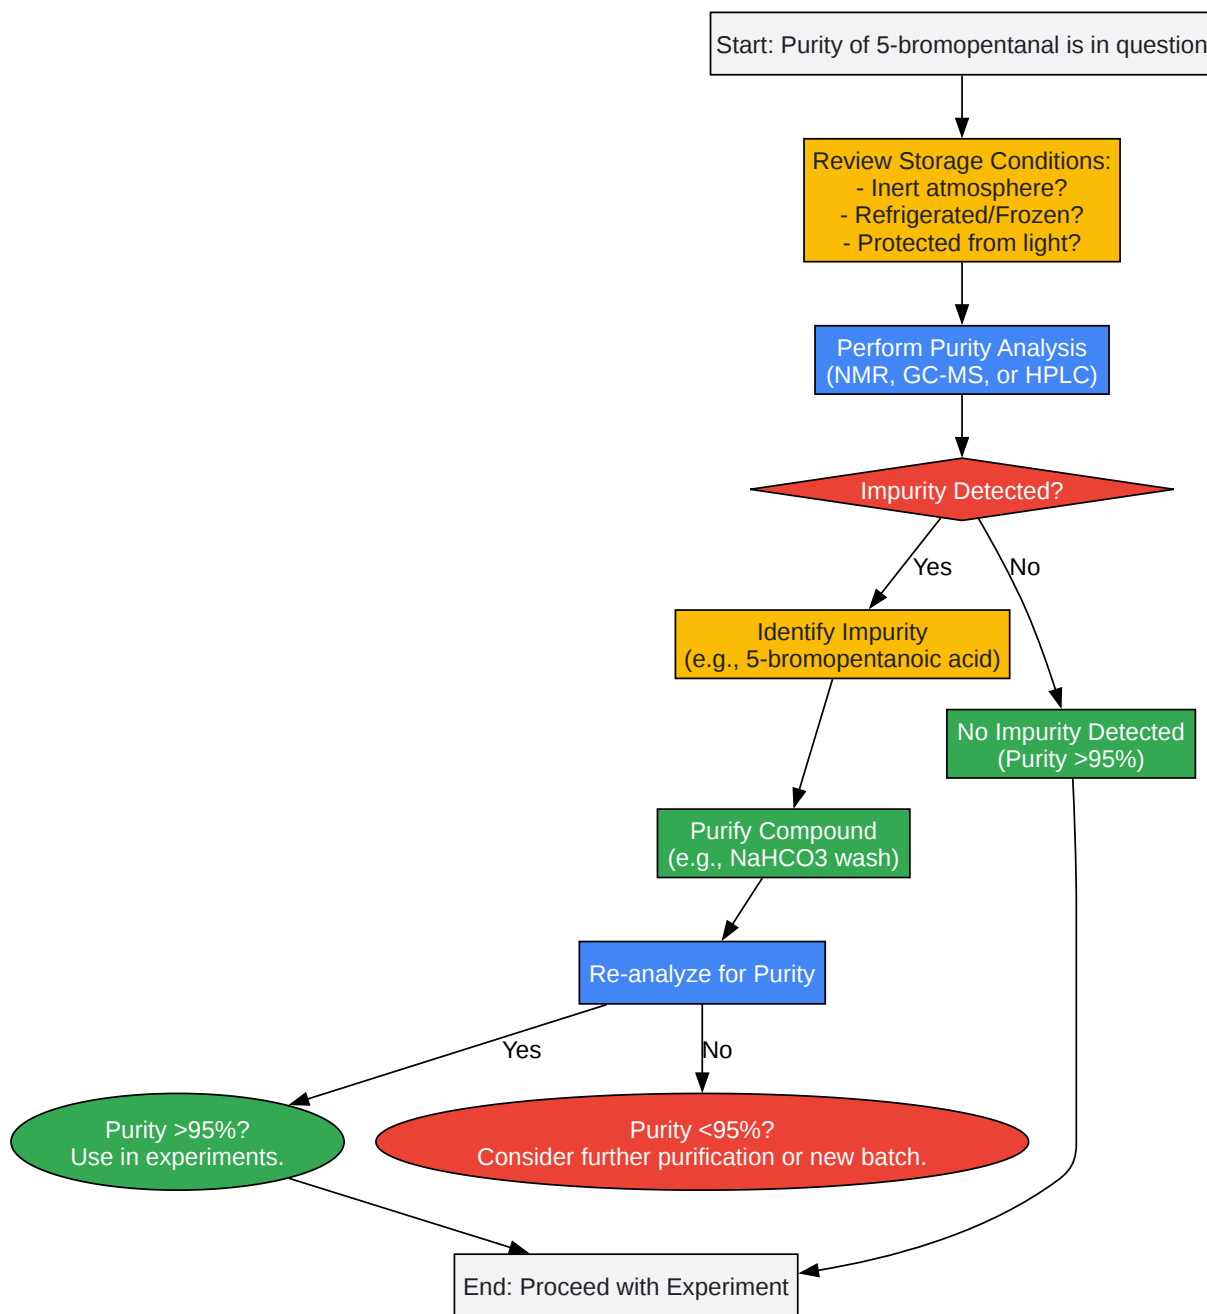 Start: Purity of 5-bromopentanal is in question
Review Storage Conditions:
- Inert atmosphere?
- Refrigerated/Frozen?
- Protected from light?
Perform Purity Analysis
(NMR, GC-MS, or HPLC)
Impurity Detected?
Yes
No
Identify Impurity
(e.g., 5-bromopentanoic acid)
No Impurity Detected
(Purity >95%)
Purify Compound
(e.g., NaHCO3 wash)
Re-analyze for Purity
Yes
No
Purity >95%?
Use in experiments.
Purity <95%?
Consider further purification or new batch.
End: Proceed with Experiment